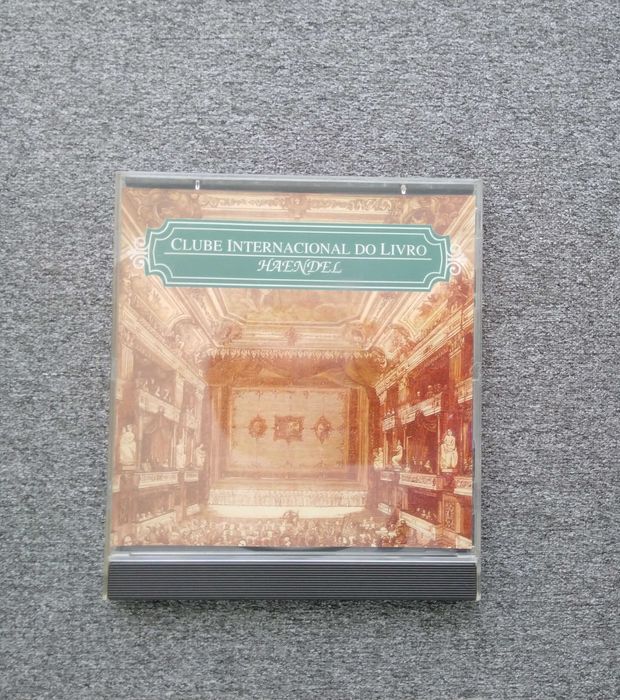 CLUBE INTERNACIONAL DO LIVRO
HAENDEL